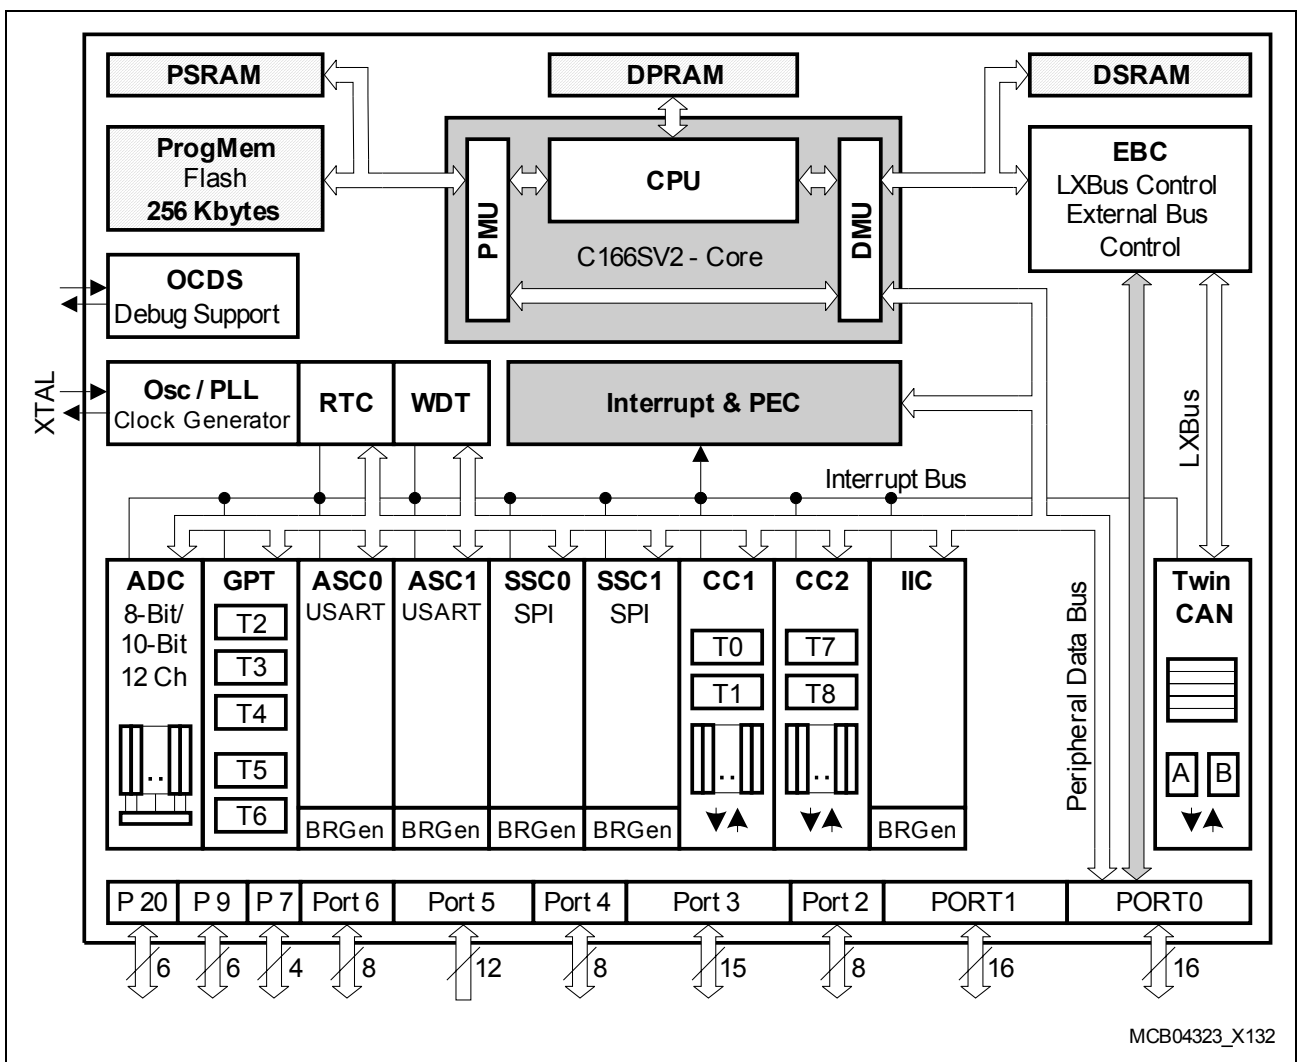 PSRAM
DPRAM
DSRAM
ProgMem
Flash
256 Kbytes
PMU
CPU
DMU
C166SV2 - Core
EBC
LXBus Control
External Bus
Control
OCDS
Debug Support
XTAL
Osc / PLL
Clock Generator
RTC
WDT
Interrupt & PEC
LXBus
Interrupt Bus
ADC
8-Bit/
10-Bit
12 Ch
GPT
T2
T3
T4
T5
T6
ASC0
USART
BRGen
ASC1
USART
BRGen
SSC0
SPI
BRGen
SSC1
SPI
BRGen
CC1
T0
T1
..
CC2
T7
T8
..
IIC
BRGen
Peripheral Data Bus
Twin
CAN
A B
..
P 20 P 9 P 7 Port 6 Port 5 Port 4 Port 3 Port 2 PORT1 PORT0
6 6 4 8 12 8 15 8 16 16
MCB04323_X132